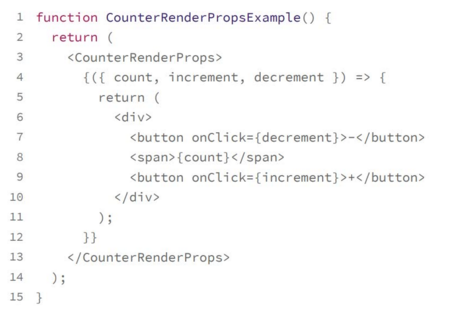 1 function CounterRenderPropsExample() {
2   return (
3     <CounterRenderProps>
4       {({ count, increment, decrement }) => {
5         return (
6           <div>
7             <button onClick={decrement}>-</button>
8             <span>{count}</span>
9             <button onClick={increment}>+</button>
10           </div>
11         );
12       }}
13     </CounterRenderProps>
14   );
15 }